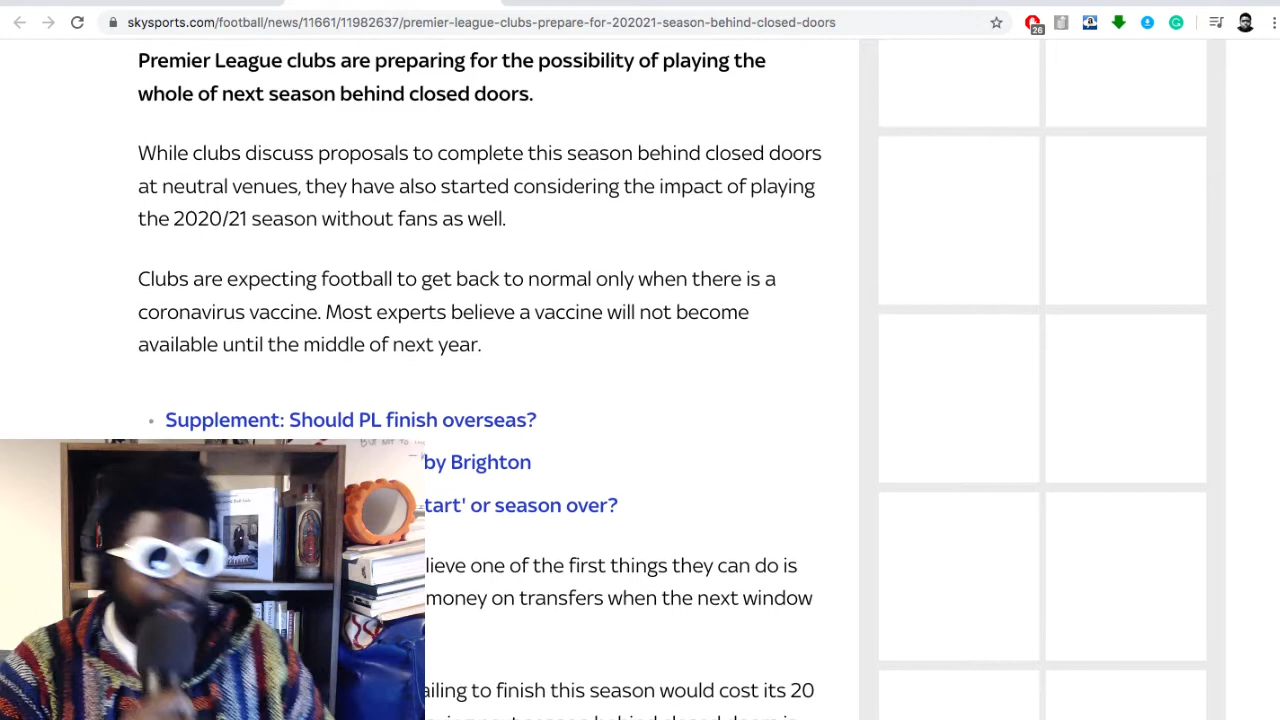 skysports.com/football/news/11661/11982637/premier-league-clubs-prepare-for-202021-season-behind-closed-doors
26
Premier League clubs are preparing for the possibility of playing the
whole of next season behind closed doors.
While clubs discuss proposals to complete this season behind closed doors
at neutral venues, they have also started considering the impact of playing
the 2020/21 season without fans as well.
Clubs are expecting football to get back to normal only when there is a
coronavirus vaccine. Most experts believe a vaccine will not become
available until the middle of next year.
• Supplement: Should PL finish overseas?
by Brighton
tart' or season over?
lieve one of the first things they can do is
money on transfers when the next window
ailing to finish this season would cost its 20